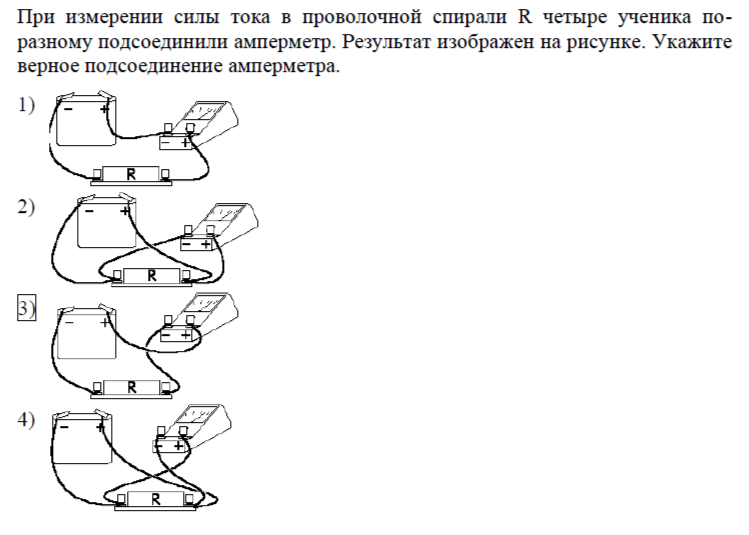 При измерении силы тока в проволочной спирали R четыре ученика по-
разному подсоединили амперметр. Результат изображен на рисунке. Укажите
верное подсоединение амперметра.
1)
- +
- +
R
2)
- +
- +
R
3)
- +
- +
R
4)
- +
- +
R